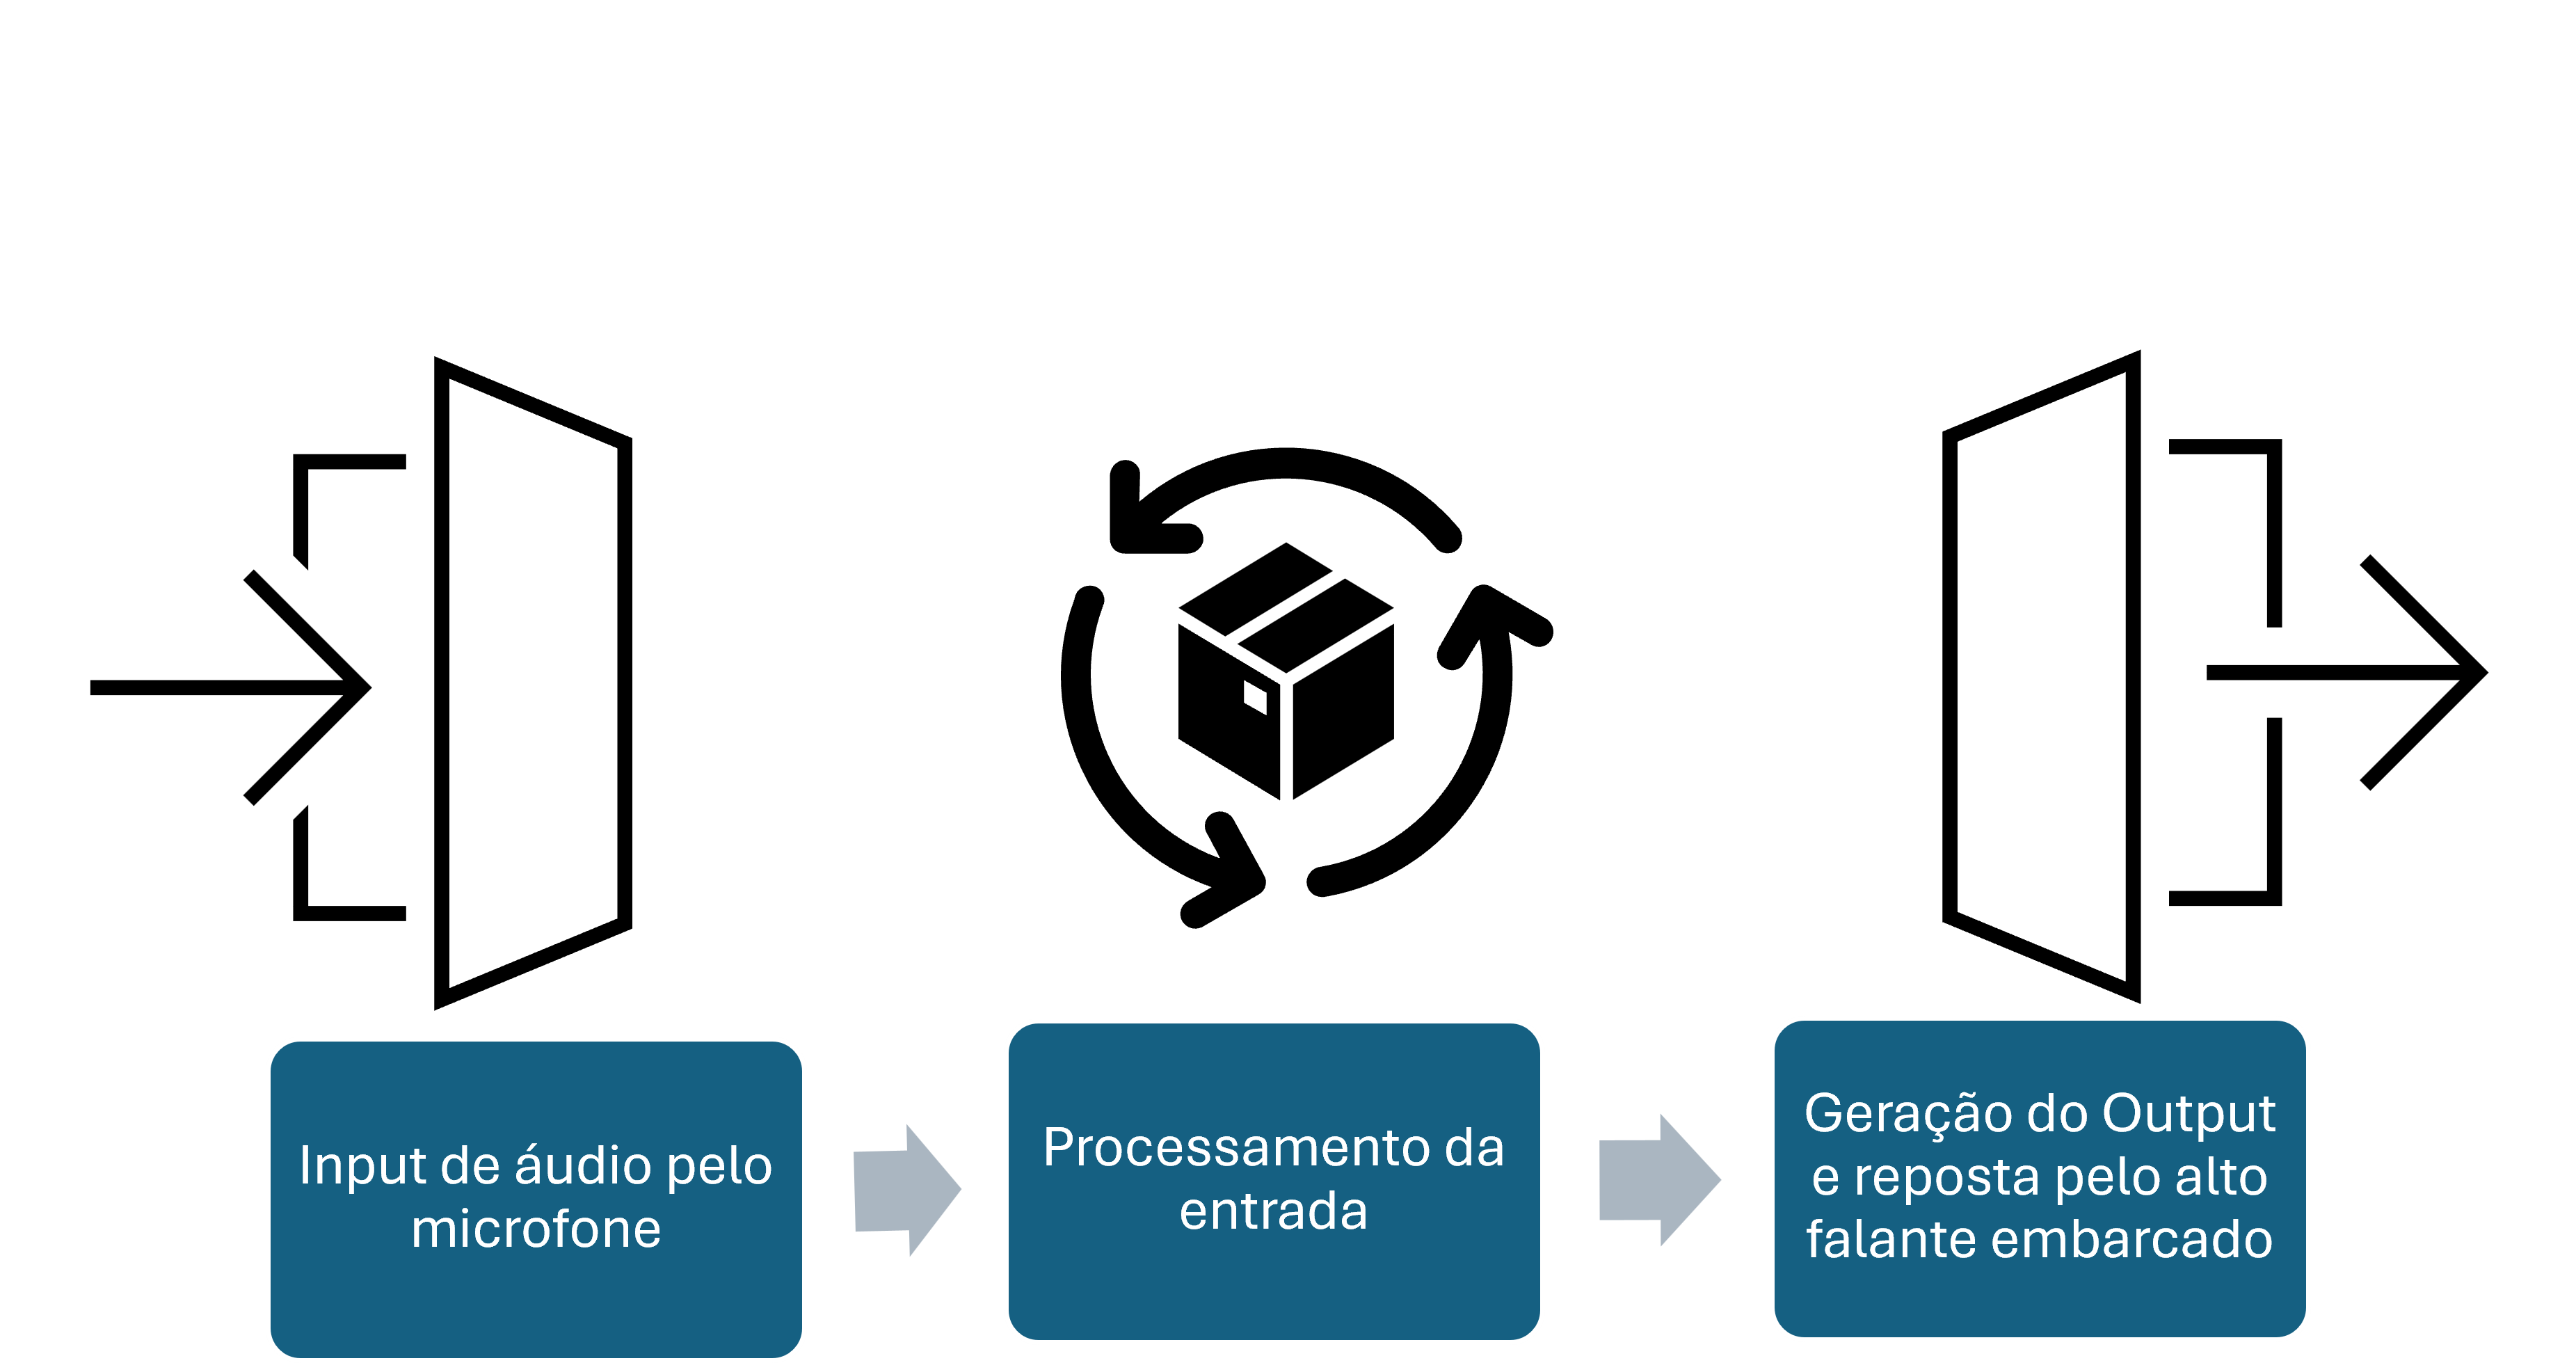 Input de áudio pelo
microfone
Processamento da
entrada
Geração do Output
e reposta pelo alto
falante embarcado